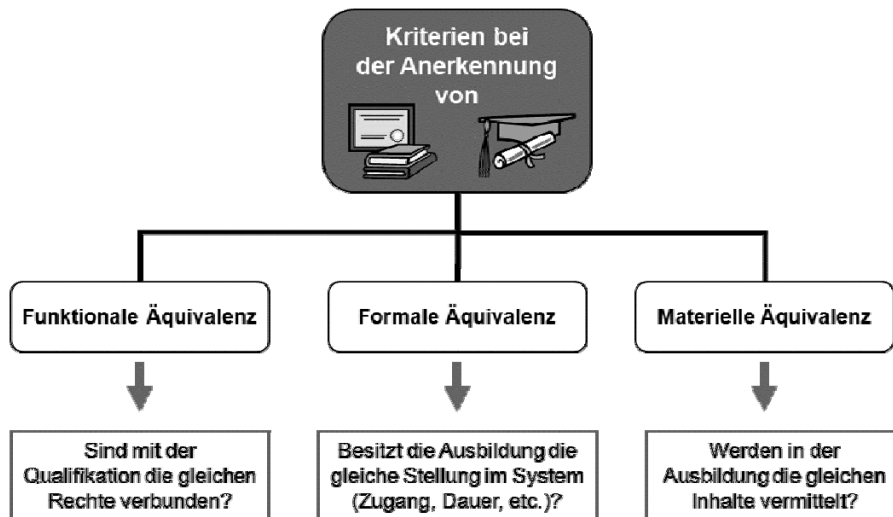 Kriterien bei
der Anerkennung
von
Funktionale Äquivalenz
Formale Äquivalenz
Materielle Äquivalenz
Sind mit der
Qualifikation die gleichen
Rechte verbunden?
Besitzt die Ausbildung die
gleiche Stellung im System
(Zugang, Dauer, etc.)?
Werden in der
Ausbildung die gleichen
Inhalte vermittelt?